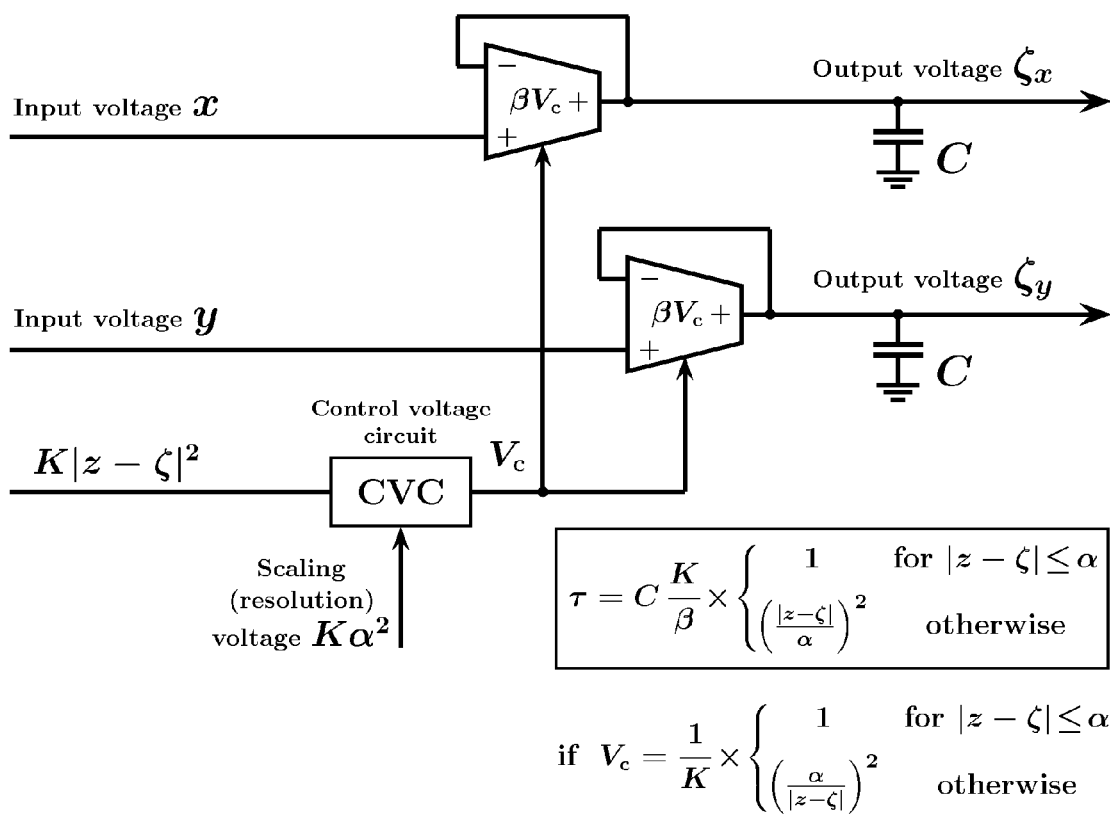 Output voltage ζₓ
Input voltage x
− βV_c +
+
C
Output voltage ζ_y
Input voltage y
− βV_c +
+
C
Control voltage
circuit
K|z − ζ|²
CVC
V_c
Scaling
(resolution)
voltage Kα²
τ = C K/β × { 1 for |z − ζ| ≤ α
(|z−ζ|/α)² otherwise
if V_c = 1/K × { 1 for |z − ζ| ≤ α
(α/|z−ζ|)² otherwise